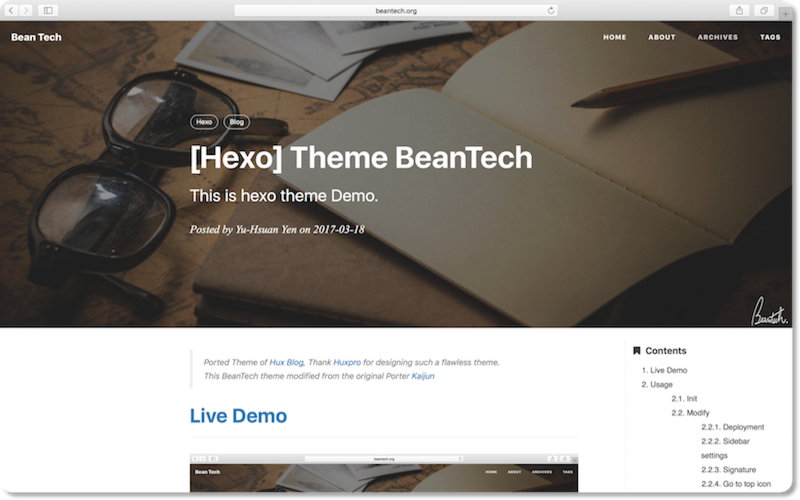 beantech.org
Bean Tech
HOME ABOUT ARCHIVES TAGS
Hexo Blog
[Hexo] Theme BeanTech
This is hexo theme Demo.
Posted by Yu-Hsuan Yen on 2017-03-18
Beantech.
Ported Theme of Hux Blog, Thank Huxpro for designing such a flawless theme.
This BeanTech theme modified from the original Porter Kaijun
Live Demo
beantech.org
Bean Tech
HOME ABOUT ARCHIVES TAGS
Contents
1. Live Demo
2. Usage
2.1. Init
2.2. Modify
2.2.1. Deployment
2.2.2. Sidebar
settings
2.2.3. Signature
2.2.4. Go to top icon